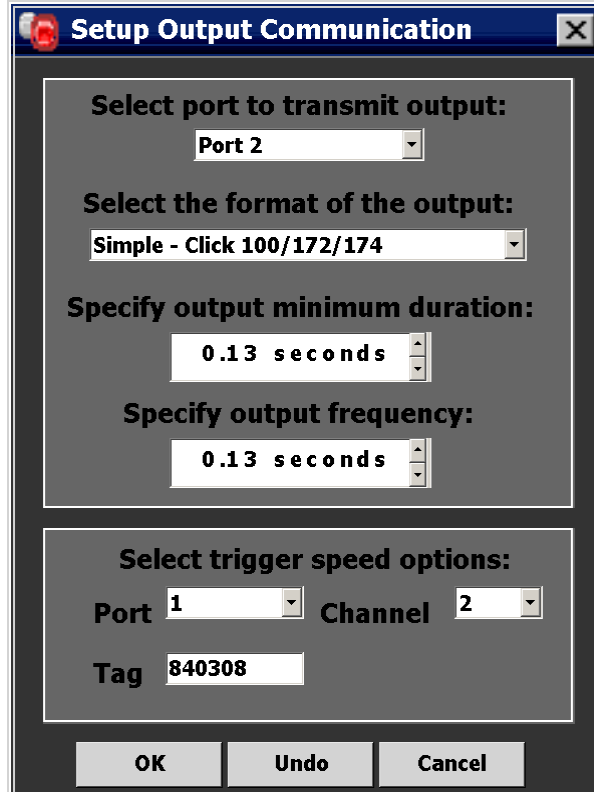 Setup Output Communication
Select port to transmit output:
Port 2
Select the format of the output:
Simple - Click 100/172/174
Specify output minimum duration:
0.13 seconds
Specify output frequency:
0.13 seconds
Select trigger speed options:
Port 1 Channel 2
Tag 840308
OK Undo Cancel